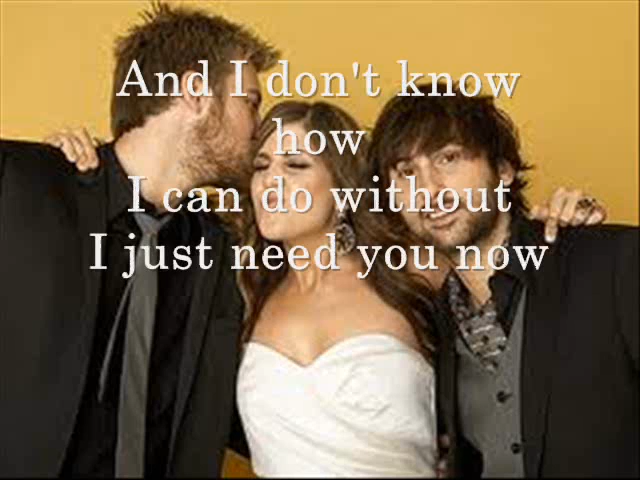 And I don't know
how
I can do without
I just need you now